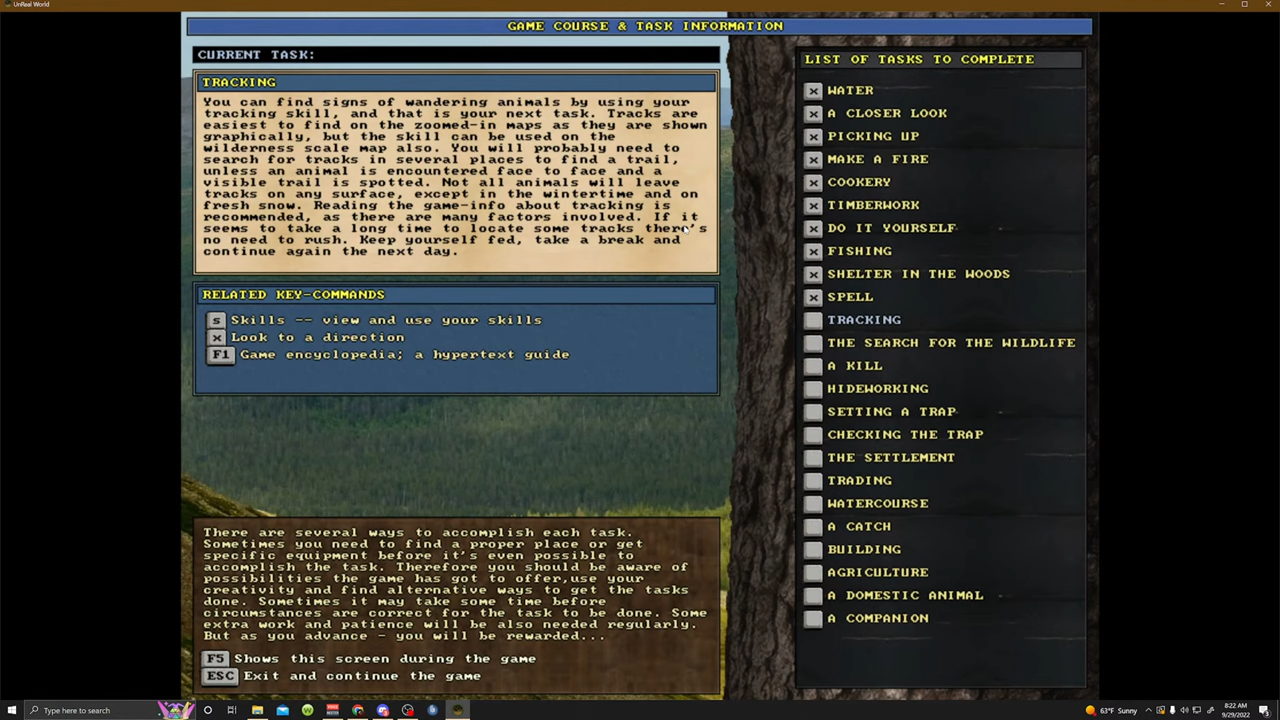 UnReal World
GAME COURSE & TASK INFORMATION
CURRENT TASK:
TRACKING
You can find signs of wandering animals by using your
tracking skill, and that is your next task. Tracks are
easiest to find on the zoomed-in maps as they are shown
graphically, but the skill can be used on the
wilderness scale map also. You will probably need to
search for tracks in several places to find a trail,
unless an animal is encountered face to face and a
visible trail is spotted. Not all animals will leave
tracks on any surface, except in the wintertime and on
fresh snow. Reading the game-info about tracking is
recommended, as there are many factors involved. If it
seems to take a long time to locate some tracks there's
no need to rush. Keep yourself fed, take a break and
continue again the next day.
RELATED KEY-COMMANDS
s Skills -- view and use your skills
x Look to a direction
F1 Game encyclopedia; a hypertext guide
There are several ways to accomplish each task.
Sometimes you need to find a proper place or get
specific equipment before it's even possible to
accomplish the task. Therefore you should be aware of
possibilities the game has got to offer,use your
creativity and find alternative ways to get the tasks
done. Sometimes it may take some time before
circumstances are correct for the task to be done. Some
extra work and patience will be also needed regularly.
But as you advance - you will be rewarded...
F5 Shows this screen during the game
ESC Exit and continue the game
LIST OF TASKS TO COMPLETE
x WATER
x A CLOSER LOOK
x PICKING UP
x MAKE A FIRE
x COOKERY
x TIMBERWORK
x DO IT YOURSELF
x FISHING
x SHELTER IN THE WOODS
x SPELL
TRACKING
THE SEARCH FOR THE WILDLIFE
A KILL
HIDEWORKING
SETTING A TRAP
CHECKING THE TRAP
THE SETTLEMENT
TRADING
WATERCOURSE
A CATCH
BUILDING
AGRICULTURE
A DOMESTIC ANIMAL
A COMPANION
Type here to search
63°F Sunny
8:22 AM
9/29/2022